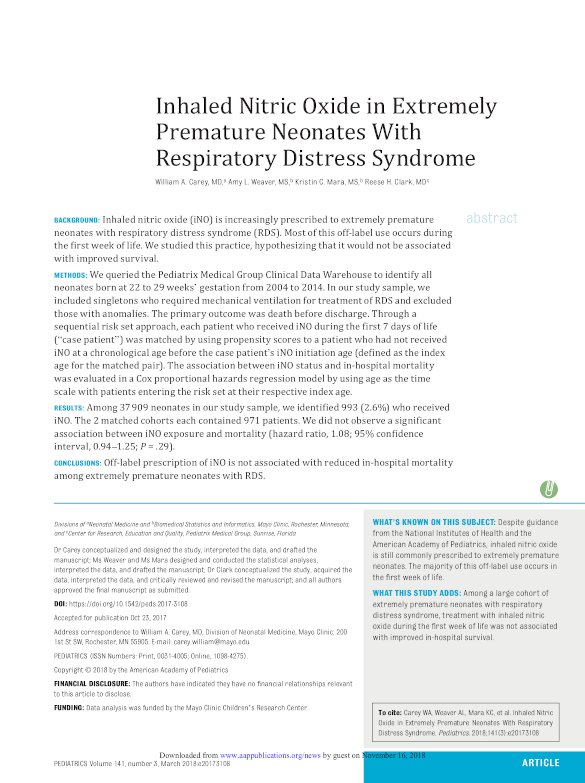 Inhaled Nitric Oxide in Extremely
Premature Neonates With
Respiratory Distress Syndrome
William A. Carey, MD,a Amy L. Weaver, MS,b Kristin C. Mara, MS,b Reese H. Clark, MDc
abstract
BACKGROUND: Inhaled nitric oxide (iNO) is increasingly prescribed to extremely premature
neonates with respiratory distress syndrome (RDS). Most of this off-label use occurs during
the first week of life. We studied this practice, hypothesizing that it would not be associated
with improved survival.
METHODS: We queried the Pediatrix Medical Group Clinical Data Warehouse to identify all
neonates born at 22 to 29 weeks' gestation from 2004 to 2014. In our study sample, we
included singletons who required mechanical ventilation for treatment of RDS and excluded
those with anomalies. The primary outcome was death before discharge. Through a
sequential risk set approach, each patient who received iNO during the first 7 days of life
("case patient") was matched by using propensity scores to a patient who had not received
iNO at a chronological age before the case patient's iNO initiation age (defined as the index
age for the matched pair). The association between iNO status and in-hospital mortality
was evaluated in a Cox proportional hazards regression model by using age as the time
scale with patients entering the risk set at their respective index age.
RESULTS: Among 37 909 neonates in our study sample, we identified 993 (2.6%) who received
iNO. The 2 matched cohorts each contained 971 patients. We did not observe a significant
association between iNO exposure and mortality (hazard ratio, 1.08; 95% confidence
interval, 0.94–1.25; P = .29).
CONCLUSIONS: Off-label prescription of iNO is not associated with reduced in-hospital mortality
among extremely premature neonates with RDS.
Divisions of aNeonatal Medicine and bBiomedical Statistics and Informatics, Mayo Clinic, Rochester, Minnesota;
and cCenter for Research, Education and Quality, Pediatrix Medical Group, Sunrise, Florida
Dr Carey conceptualized and designed the study, interpreted the data, and drafted the
manuscript; Ms Weaver and Ms Mara designed and conducted the statistical analyses,
interpreted the data, and drafted the manuscript; Dr Clark conceptualized the study, acquired the
data, interpreted the data, and critically reviewed and revised the manuscript; and all authors
approved the final manuscript as submitted.
DOI: https://doi.org/10.1542/peds.2017-3108
Accepted for publication Oct 23, 2017
Address correspondence to William A. Carey, MD, Division of Neonatal Medicine, Mayo Clinic, 200
1st St SW, Rochester, MN 55905. E-mail: carey.william@mayo.edu
PEDIATRICS (ISSN Numbers: Print, 0031-4005; Online, 1098-4275).
Copyright © 2018 by the American Academy of Pediatrics
FINANCIAL DISCLOSURE: The authors have indicated they have no financial relationships relevant
to this article to disclose.
FUNDING: Data analysis was funded by the Mayo Clinic Children's Research Center.
WHAT'S KNOWN ON THIS SUBJECT: Despite guidance
from the National Institutes of Health and the
American Academy of Pediatrics, inhaled nitric oxide
is still commonly prescribed to extremely premature
neonates. The majority of this off-label use occurs in
the first week of life.
WHAT THIS STUDY ADDS: Among a large cohort of
extremely premature neonates with respiratory
distress syndrome, treatment with inhaled nitric
oxide during the first week of life was not associated
with improved in-hospital survival.
To cite: Carey WA, Weaver AL, Mara KC, et al. Inhaled Nitric
Oxide in Extremely Premature Neonates With Respiratory
Distress Syndrome. Pediatrics. 2018;141(3):e20173108
Downloaded from www.aappublications.org/news by guest on November 16, 2018
PEDIATRICS Volume 141, number 3, March 2018:e20173108
ARTICLE